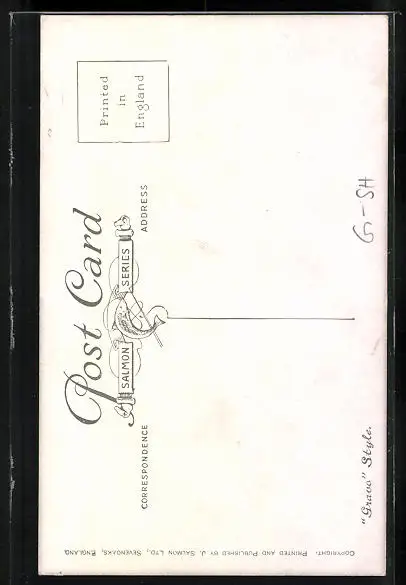 Post Card
SALMON SERIES
Printed
in
England
CORRESPONDENCE
ADDRESS
G-SH
"Gravo" Style.
COPYRIGHT. PRINTED AND PUBLISHED BY J. SALMON LTD., SEVENOAKS, ENGLAND.